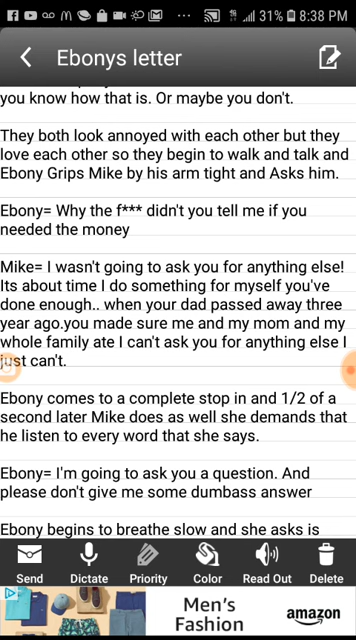 31% 8:38 PM
Ebonys letter
you know how that is. Or maybe you don't.
They both look annoyed with each other but they
love each other so they begin to walk and talk and
Ebony Grips Mike by his arm tight and Asks him.
Ebony= Why the f*** didn't you tell me if you
needed the money
Mike= I wasn't going to ask you for anything else!
Its about time I do something for myself you've
done enough.. when your dad passed away three
year ago.you made sure me and my mom and my
whole family ate I can't ask you for anything else I
just can't.
Ebony comes to a complete stop in and 1/2 of a
second later Mike does as well she demands that
he listen to every word that she says.
Ebony= I'm going to ask you a question. And
please don't give me some dumbass answer
Ebony begins to breathe slow and she asks is
Send Dictate Priority Color Read Out Delete
Men's
Fashion
amazon